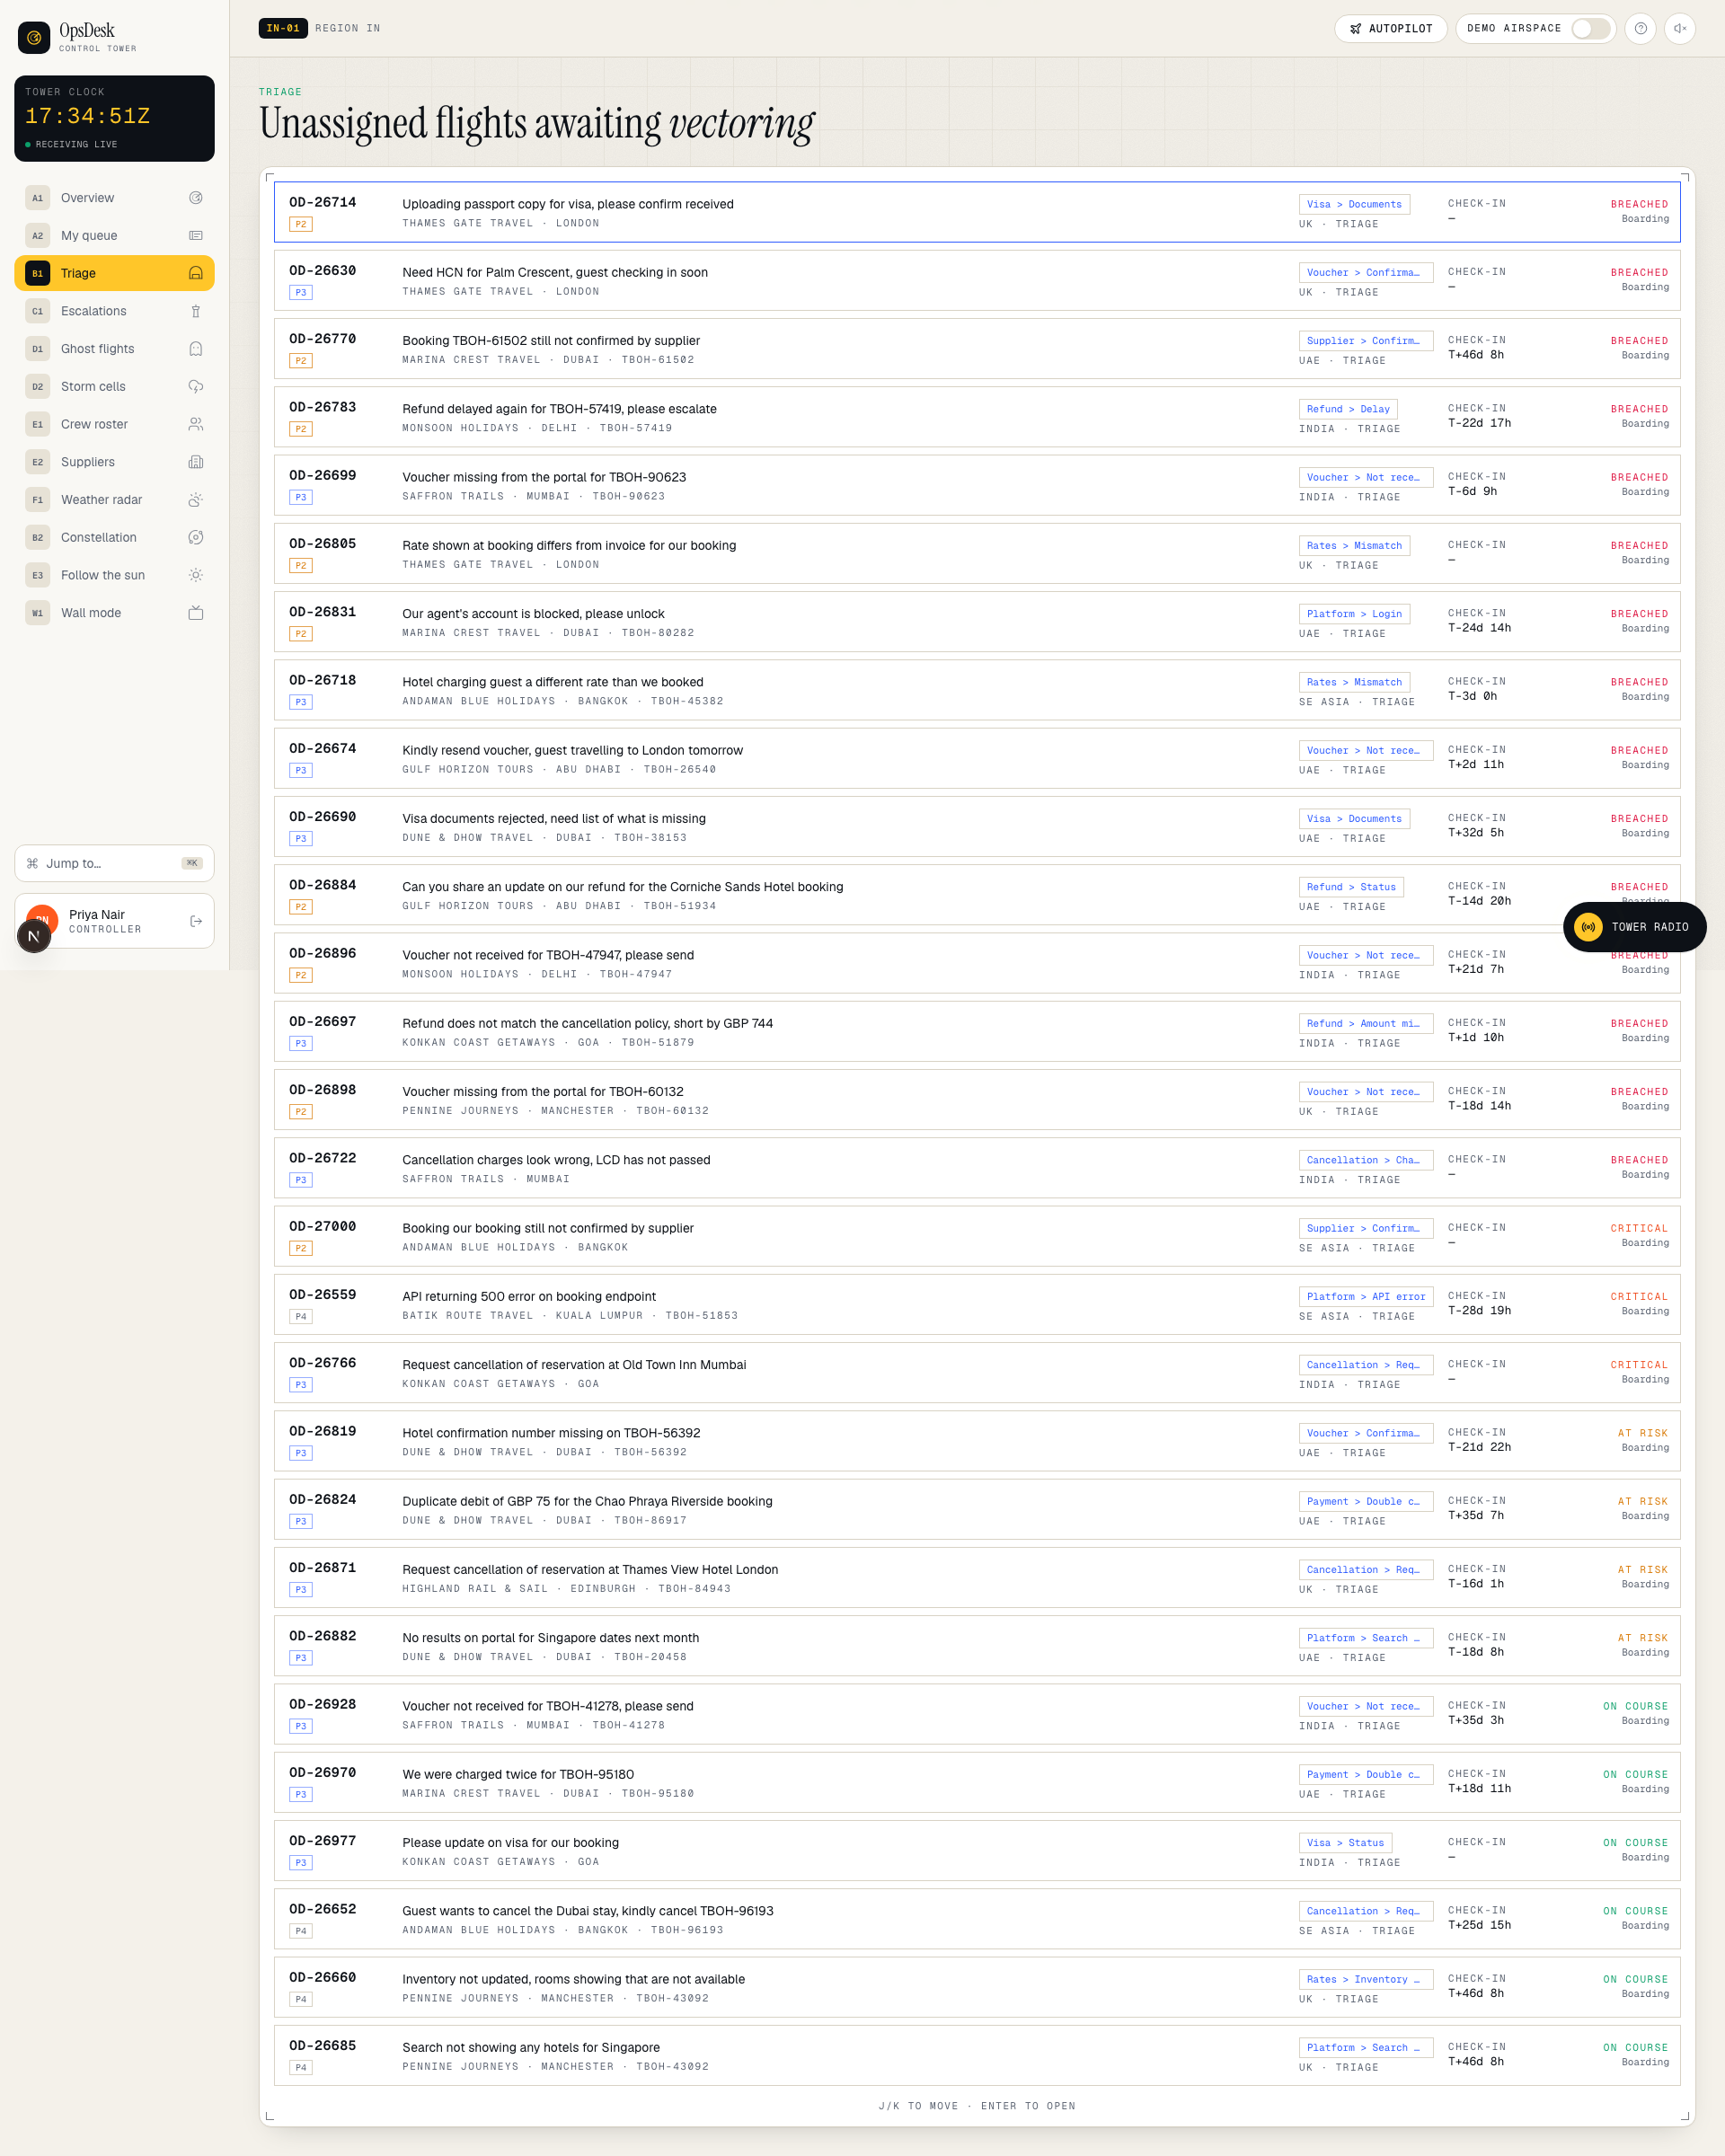 OpsDesk
CONTROL TOWER
TOWER CLOCK
17:34:51Z
RECEIVING LIVE
A1 Overview
A2 My queue
B1 Triage
C1 Escalations
D1 Ghost flights
D2 Storm cells
E1 Crew roster
E2 Suppliers
F1 Weather radar
B2 Constellation
E3 Follow the sun
W1 Wall mode
⌘ Jump to… ⌘K
Priya Nair
CONTROLLER
N
IN-01 REGION IN
AUTOPILOT
DEMO AIRSPACE
TRIAGE
Unassigned flights awaiting vectoring
OD-26714 Uploading passport copy for visa, please confirm received Visa > Documents CHECK-IN BREACHED
P2 THAMES GATE TRAVEL · LONDON UK · TRIAGE — Boarding
OD-26630 Need HCN for Palm Crescent, guest checking in soon Voucher > Confirma… CHECK-IN BREACHED
P3 THAMES GATE TRAVEL · LONDON UK · TRIAGE — Boarding
OD-26770 Booking TBOH-61502 still not confirmed by supplier Supplier > Confirm… CHECK-IN BREACHED
P2 MARINA CREST TRAVEL · DUBAI · TBOH-61502 UAE · TRIAGE T+46d 8h Boarding
OD-26783 Refund delayed again for TBOH-57419, please escalate Refund > Delay CHECK-IN BREACHED
P2 MONSOON HOLIDAYS · DELHI · TBOH-57419 INDIA · TRIAGE T-22d 17h Boarding
OD-26699 Voucher missing from the portal for TBOH-90623 Voucher > Not rece… CHECK-IN BREACHED
P3 SAFFRON TRAILS · MUMBAI · TBOH-90623 INDIA · TRIAGE T-6d 9h Boarding
OD-26805 Rate shown at booking differs from invoice for our booking Rates > Mismatch CHECK-IN BREACHED
P2 THAMES GATE TRAVEL · LONDON UK · TRIAGE — Boarding
OD-26831 Our agent's account is blocked, please unlock Platform > Login CHECK-IN BREACHED
P2 MARINA CREST TRAVEL · DUBAI · TBOH-80282 UAE · TRIAGE T-24d 14h Boarding
OD-26718 Hotel charging guest a different rate than we booked Rates > Mismatch CHECK-IN BREACHED
P3 ANDAMAN BLUE HOLIDAYS · BANGKOK · TBOH-45382 SE ASIA · TRIAGE T-3d 0h Boarding
OD-26674 Kindly resend voucher, guest travelling to London tomorrow Voucher > Not rece… CHECK-IN BREACHED
P3 GULF HORIZON TOURS · ABU DHABI · TBOH-26540 UAE · TRIAGE T+2d 11h Boarding
OD-26690 Visa documents rejected, need list of what is missing Visa > Documents CHECK-IN BREACHED
P3 DUNE & DHOW TRAVEL · DUBAI · TBOH-38153 UAE · TRIAGE T+32d 5h Boarding
OD-26884 Can you share an update on our refund for the Corniche Sands Hotel booking Refund > Status CHECK-IN BREACHED
P2 GULF HORIZON TOURS · ABU DHABI · TBOH-51934 UAE · TRIAGE T-14d 20h Boarding
TOWER RADIO
OD-26896 Voucher not received for TBOH-47947, please send Voucher > Not rece… CHECK-IN BREACHED
P2 MONSOON HOLIDAYS · DELHI · TBOH-47947 INDIA · TRIAGE T+21d 7h Boarding
OD-26697 Refund does not match the cancellation policy, short by GBP 744 Refund > Amount mi… CHECK-IN BREACHED
P3 KONKAN COAST GETAWAYS · GOA · TBOH-51879 INDIA · TRIAGE T+1d 10h Boarding
OD-26898 Voucher missing from the portal for TBOH-60132 Voucher > Not rece… CHECK-IN BREACHED
P2 PENNINE JOURNEYS · MANCHESTER · TBOH-60132 UK · TRIAGE T-18d 14h Boarding
OD-26722 Cancellation charges look wrong, LCD has not passed Cancellation > Cha… CHECK-IN BREACHED
P3 SAFFRON TRAILS · MUMBAI INDIA · TRIAGE — Boarding
OD-27000 Booking our booking still not confirmed by supplier Supplier > Confirm… CHECK-IN CRITICAL
P2 ANDAMAN BLUE HOLIDAYS · BANGKOK SE ASIA · TRIAGE — Boarding
OD-26559 API returning 500 error on booking endpoint Platform > API error CHECK-IN CRITICAL
P4 BATIK ROUTE TRAVEL · KUALA LUMPUR · TBOH-51853 SE ASIA · TRIAGE T-28d 19h Boarding
OD-26766 Request cancellation of reservation at Old Town Inn Mumbai Cancellation > Req… CHECK-IN CRITICAL
P3 KONKAN COAST GETAWAYS · GOA INDIA · TRIAGE — Boarding
OD-26819 Hotel confirmation number missing on TBOH-56392 Voucher > Confirma… CHECK-IN AT RISK
P3 DUNE & DHOW TRAVEL · DUBAI · TBOH-56392 UAE · TRIAGE T-21d 22h Boarding
OD-26824 Duplicate debit of GBP 75 for the Chao Phraya Riverside booking Payment > Double c… CHECK-IN AT RISK
P3 DUNE & DHOW TRAVEL · DUBAI · TBOH-86917 UAE · TRIAGE T+35d 7h Boarding
OD-26871 Request cancellation of reservation at Thames View Hotel London Cancellation > Req… CHECK-IN AT RISK
P3 HIGHLAND RAIL & SAIL · EDINBURGH · TBOH-84943 UK · TRIAGE T-16d 1h Boarding
OD-26882 No results on portal for Singapore dates next month Platform > Search … CHECK-IN AT RISK
P3 DUNE & DHOW TRAVEL · DUBAI · TBOH-20458 UAE · TRIAGE T-18d 8h Boarding
OD-26928 Voucher not received for TBOH-41278, please send Voucher > Not rece… CHECK-IN ON COURSE
P3 SAFFRON TRAILS · MUMBAI · TBOH-41278 INDIA · TRIAGE T+35d 3h Boarding
OD-26970 We were charged twice for TBOH-95180 Payment > Double c… CHECK-IN ON COURSE
P3 MARINA CREST TRAVEL · DUBAI · TBOH-95180 UAE · TRIAGE T+18d 11h Boarding
OD-26977 Please update on visa for our booking Visa > Status CHECK-IN ON COURSE
P3 KONKAN COAST GETAWAYS · GOA INDIA · TRIAGE — Boarding
OD-26652 Guest wants to cancel the Dubai stay, kindly cancel TBOH-96193 Cancellation > Req… CHECK-IN ON COURSE
P4 ANDAMAN BLUE HOLIDAYS · BANGKOK · TBOH-96193 SE ASIA · TRIAGE T+25d 15h Boarding
OD-26660 Inventory not updated, rooms showing that are not available Rates > Inventory … CHECK-IN ON COURSE
P4 PENNINE JOURNEYS · MANCHESTER · TBOH-43092 UK · TRIAGE T+46d 8h Boarding
OD-26685 Search not showing any hotels for Singapore Platform > Search … CHECK-IN ON COURSE
P4 PENNINE JOURNEYS · MANCHESTER · TBOH-43092 UK · TRIAGE T+46d 8h Boarding
J/K TO MOVE · ENTER TO OPEN